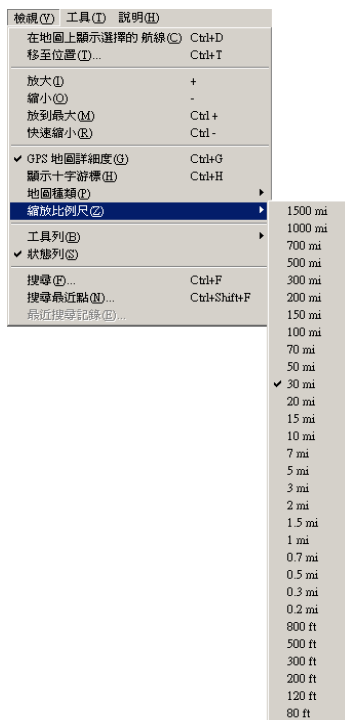 檢視(V) 工具(T) 說明(H)
在地圖上顯示選擇的 航線(C) Ctrl+D
移至位置(T)... Ctrl+T
放大(I) +
縮小(O) -
放到最大(M) Ctrl +
快速縮小(R) Ctrl -
GPS 地圖詳細度(G) Ctrl+G
顯示十字游標(H) Ctrl+H
地圖種類(P)
縮放比例尺(Z)
工具列(B)
狀態列(S)
搜尋(F)... Ctrl+F
搜尋最近點(N)... Ctrl+Shift+F
最近搜尋記錄(E)...
1500 mi
1000 mi
700 mi
500 mi
300 mi
200 mi
150 mi
100 mi
70 mi
50 mi
30 mi
20 mi
15 mi
10 mi
7 mi
5 mi
3 mi
2 mi
1.5 mi
1 mi
0.7 mi
0.5 mi
0.3 mi
0.2 mi
800 ft
500 ft
300 ft
200 ft
120 ft
80 ft